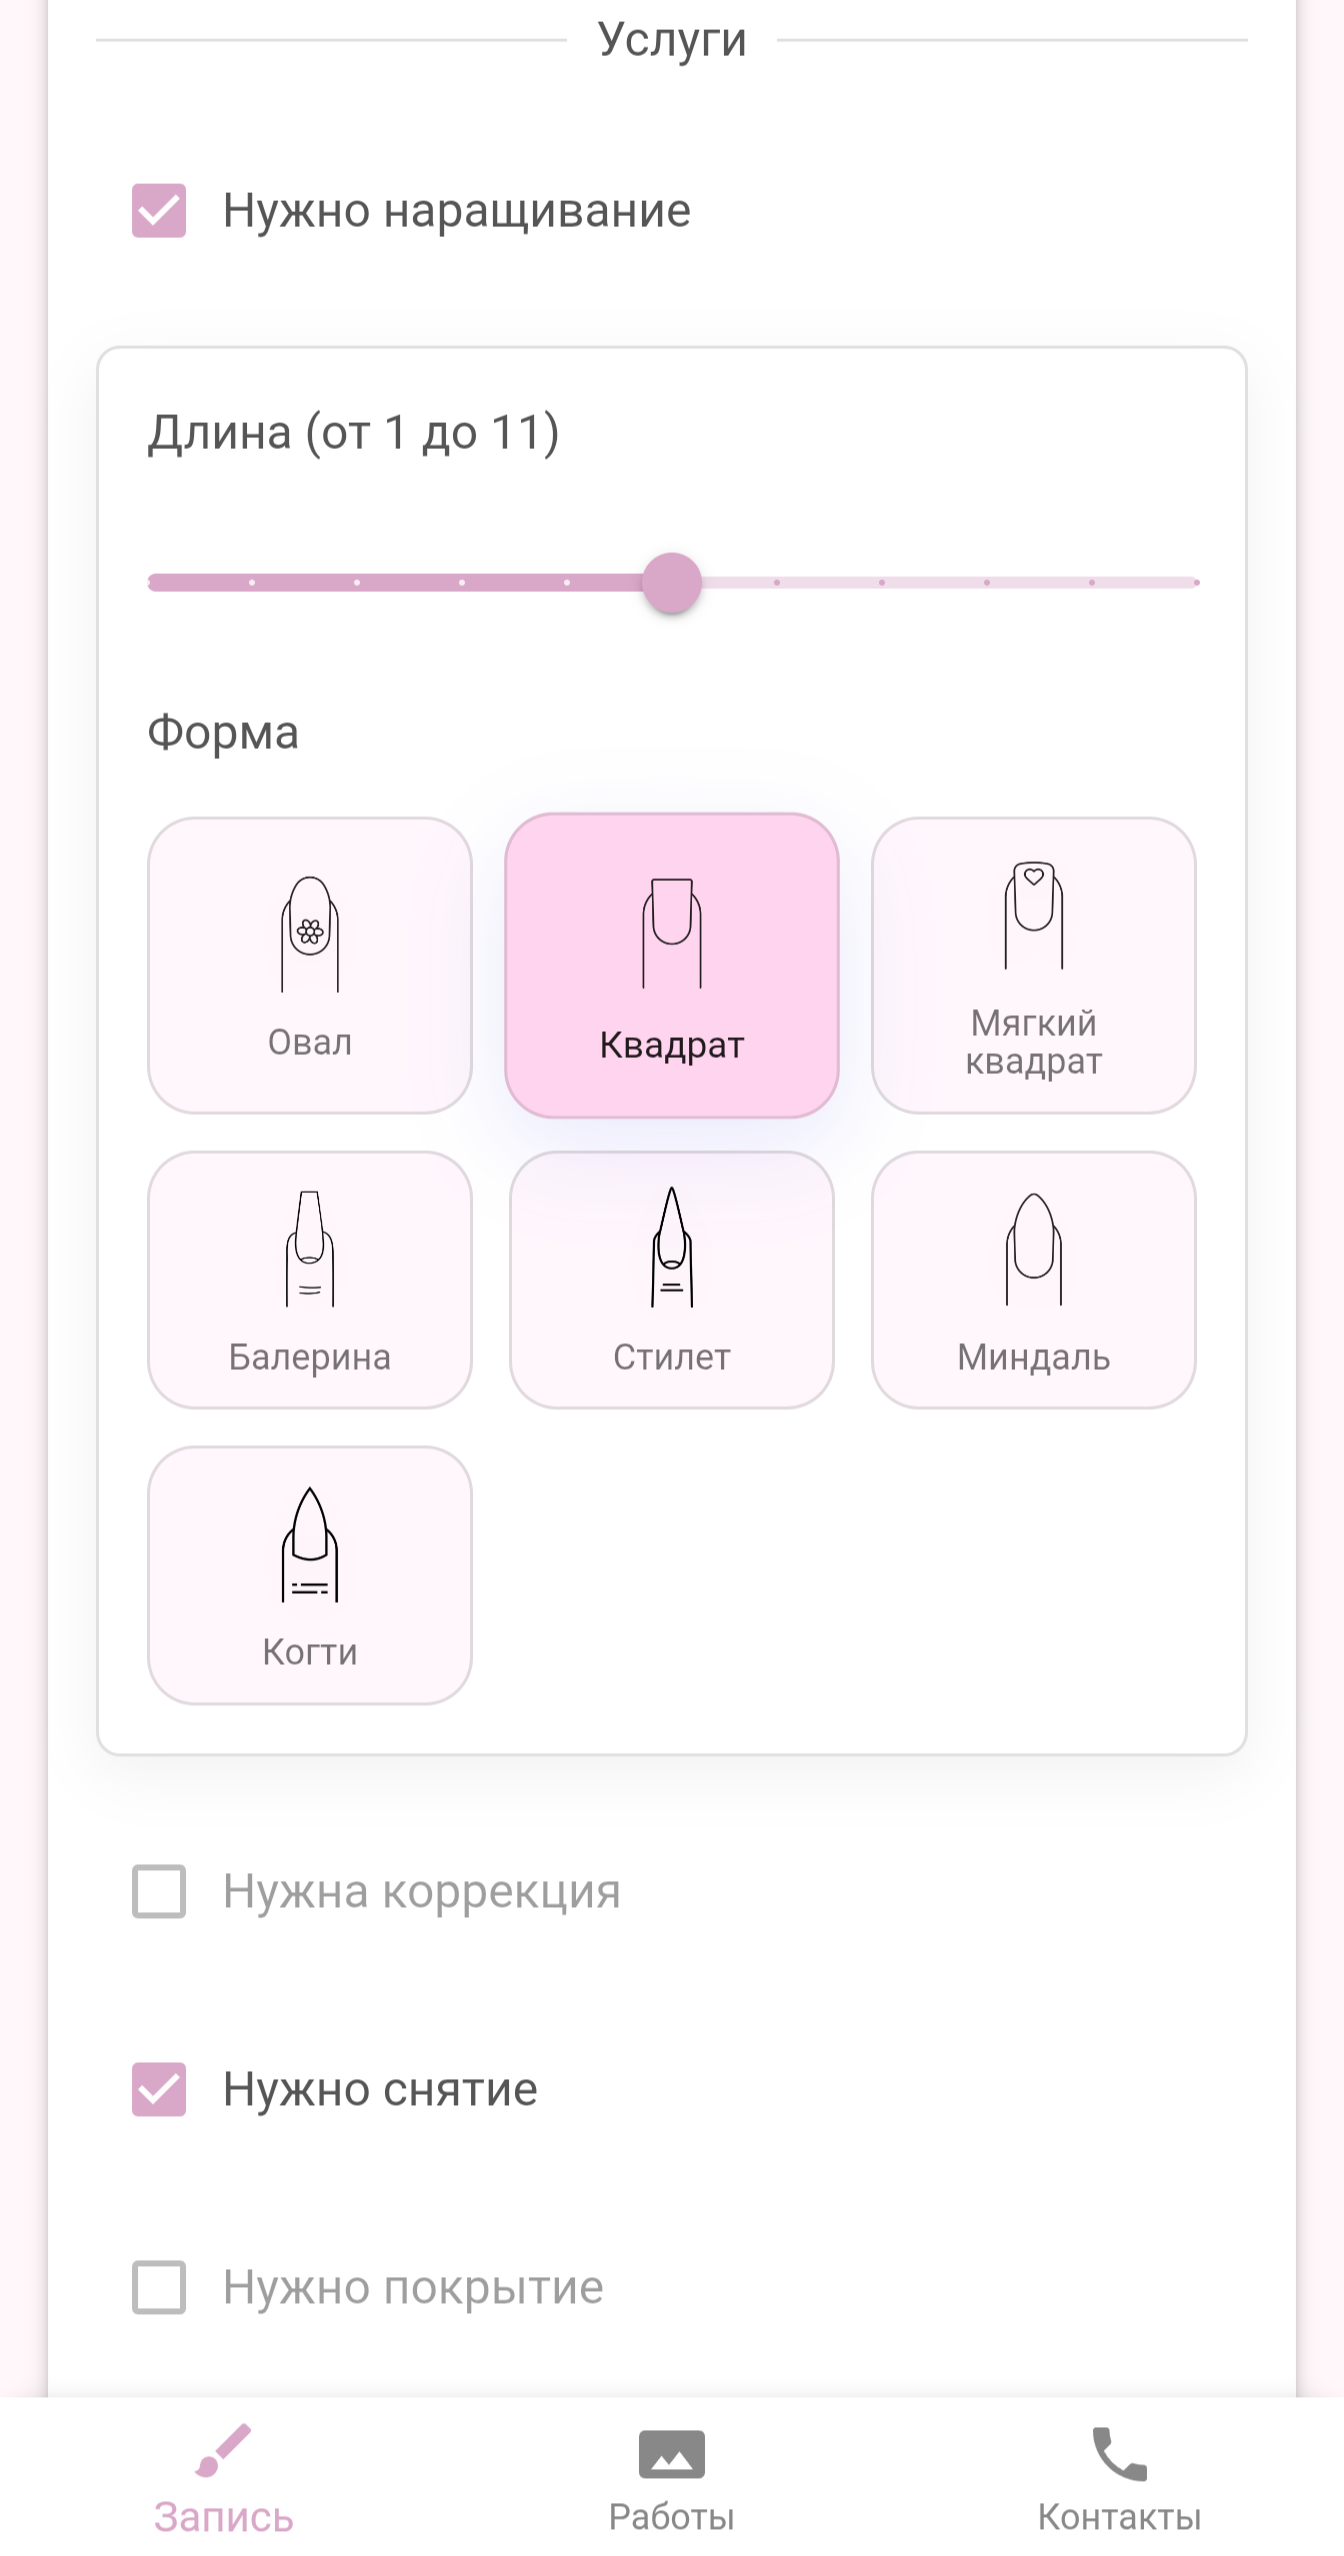 Услуги
Нужно наращивание
Длина (от 1 до 11)
Форма
Овал
Квадрат
Мягкий
квадрат
Балерина
Стилет
Миндаль
Когти
Нужна коррекция
Нужно снятие
Нужно покрытие
Запись
Работы
Контакты